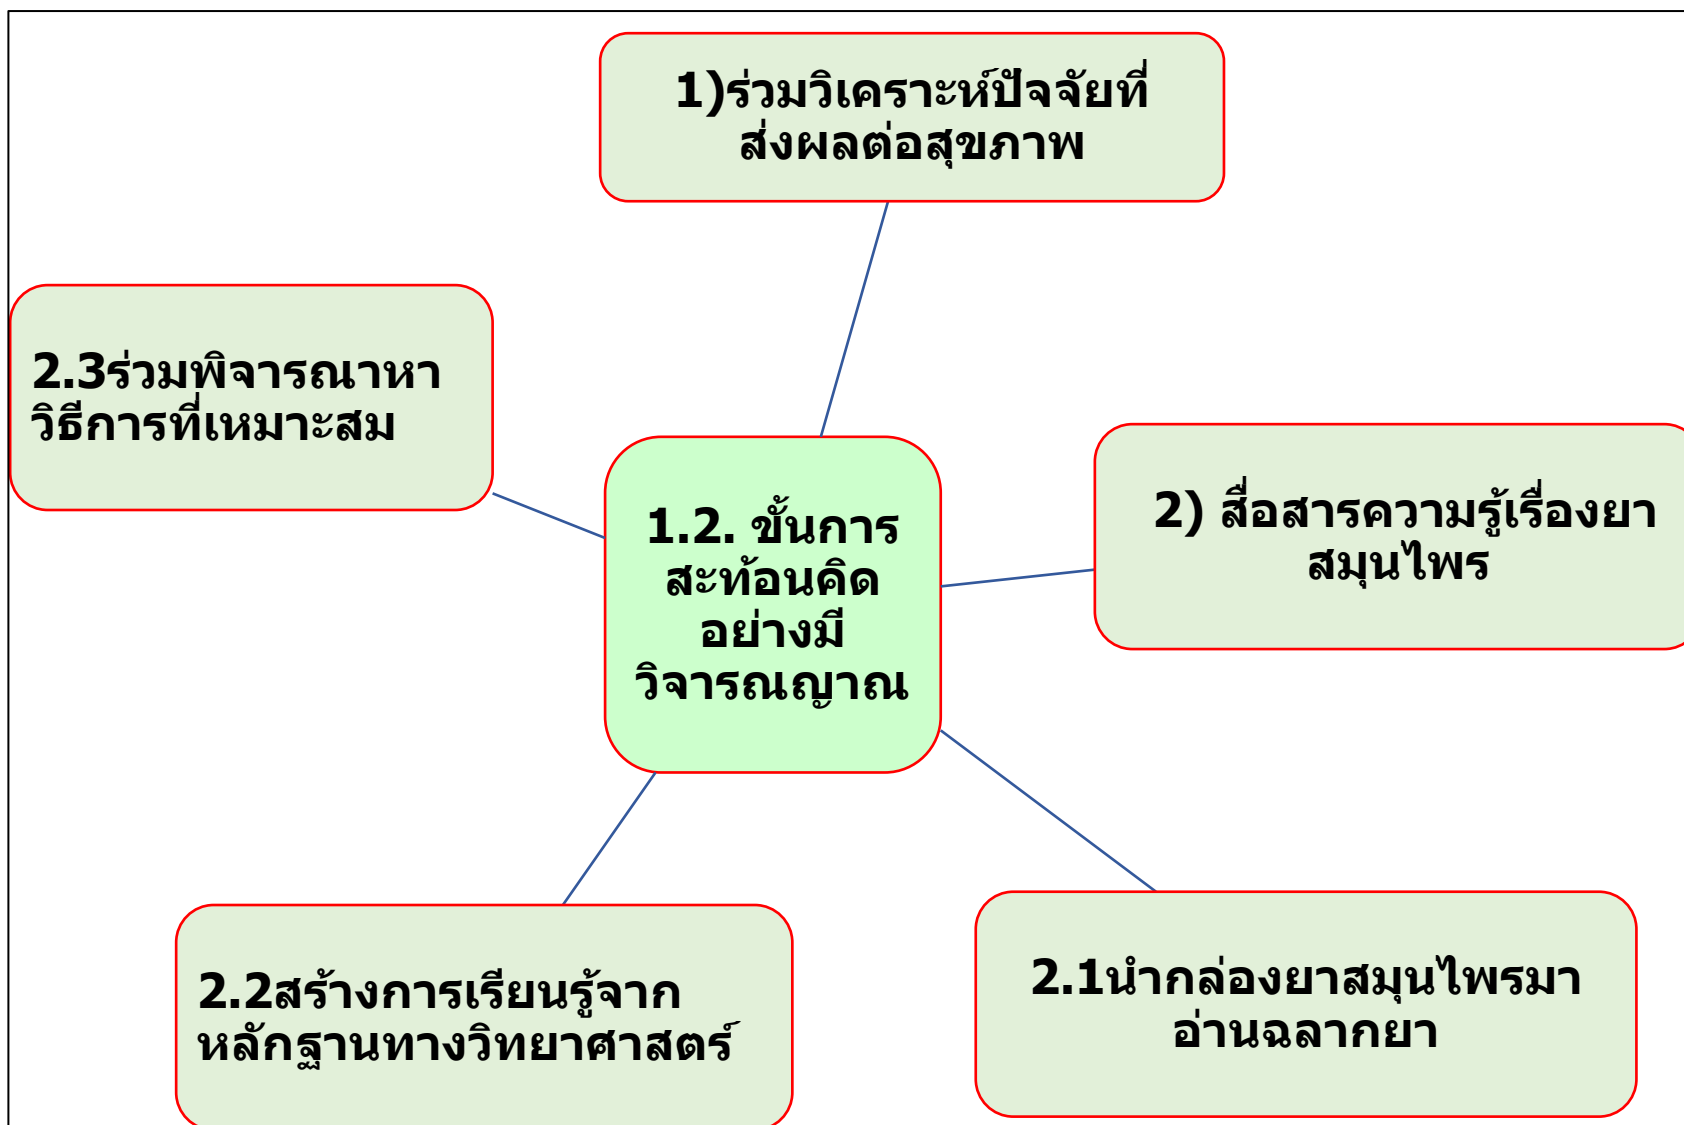 1)ร่วมวิเคราะห์ปัจจัยที่
ส่งผลต่อสุขภาพ
2.3ร่วมพิจารณาหา
วิธีการที่เหมาะสม
1.2. ขั้นการ
สะท้อนคิด
อย่างมี
วิจารณญาณ
2) สื่อสารความรู้เรื่องยา
สมุนไพร
2.2สร้างการเรียนรู้จาก
หลักฐานทางวิทยาศาสตร์
2.1นำกล่องยาสมุนไพรมา
อ่านฉลากยา